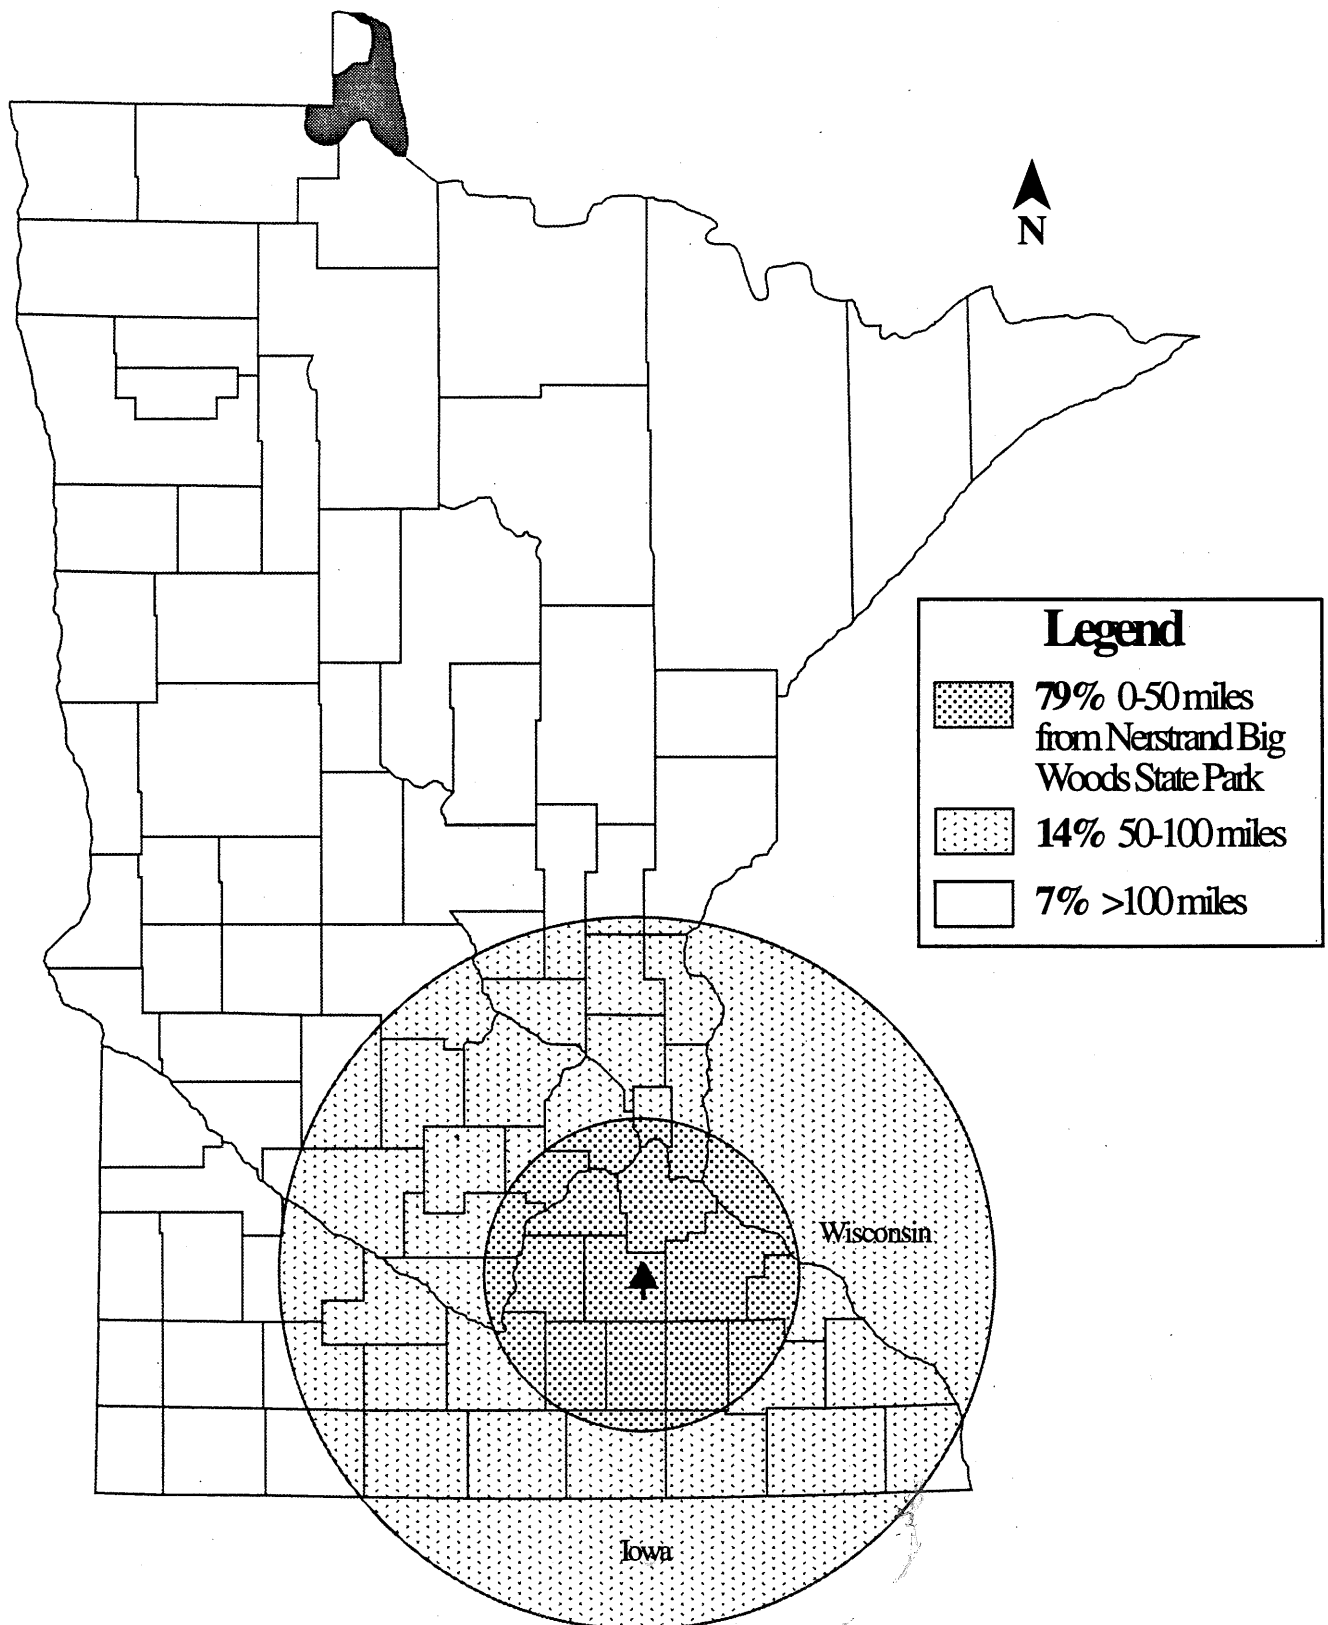 N
Legend
79% 0-50 miles
from Nerstrand Big
Woods State Park
14% 50-100 miles
7% >100 miles
Wisconsin
Iowa